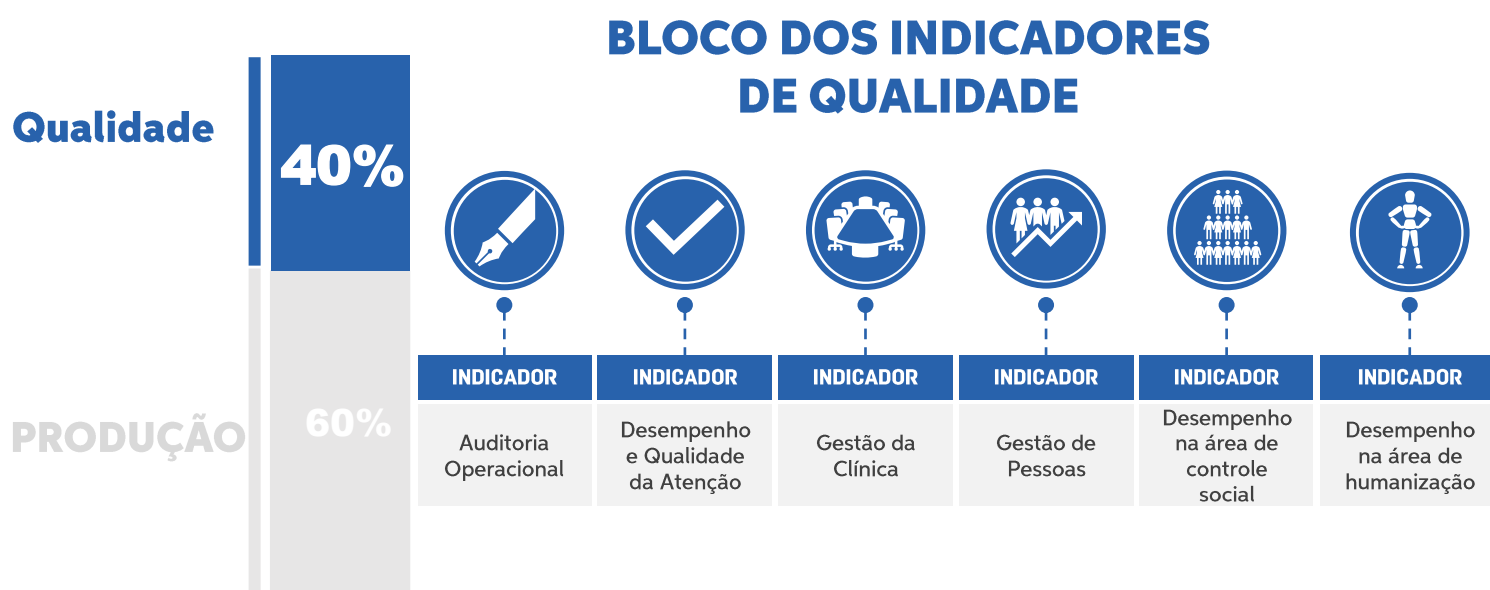 BLOCO DOS INDICADORES
DE QUALIDADE
Qualidade
40%
PRODUÇÃO
60%
INDICADOR
Auditoria
Operacional
INDICADOR
Desempenho
e Qualidade
da Atenção
INDICADOR
Gestão da
Clínica
INDICADOR
Gestão de
Pessoas
INDICADOR
Desempenho
na área de
controle
social
INDICADOR
Desempenho
na área de
humanização